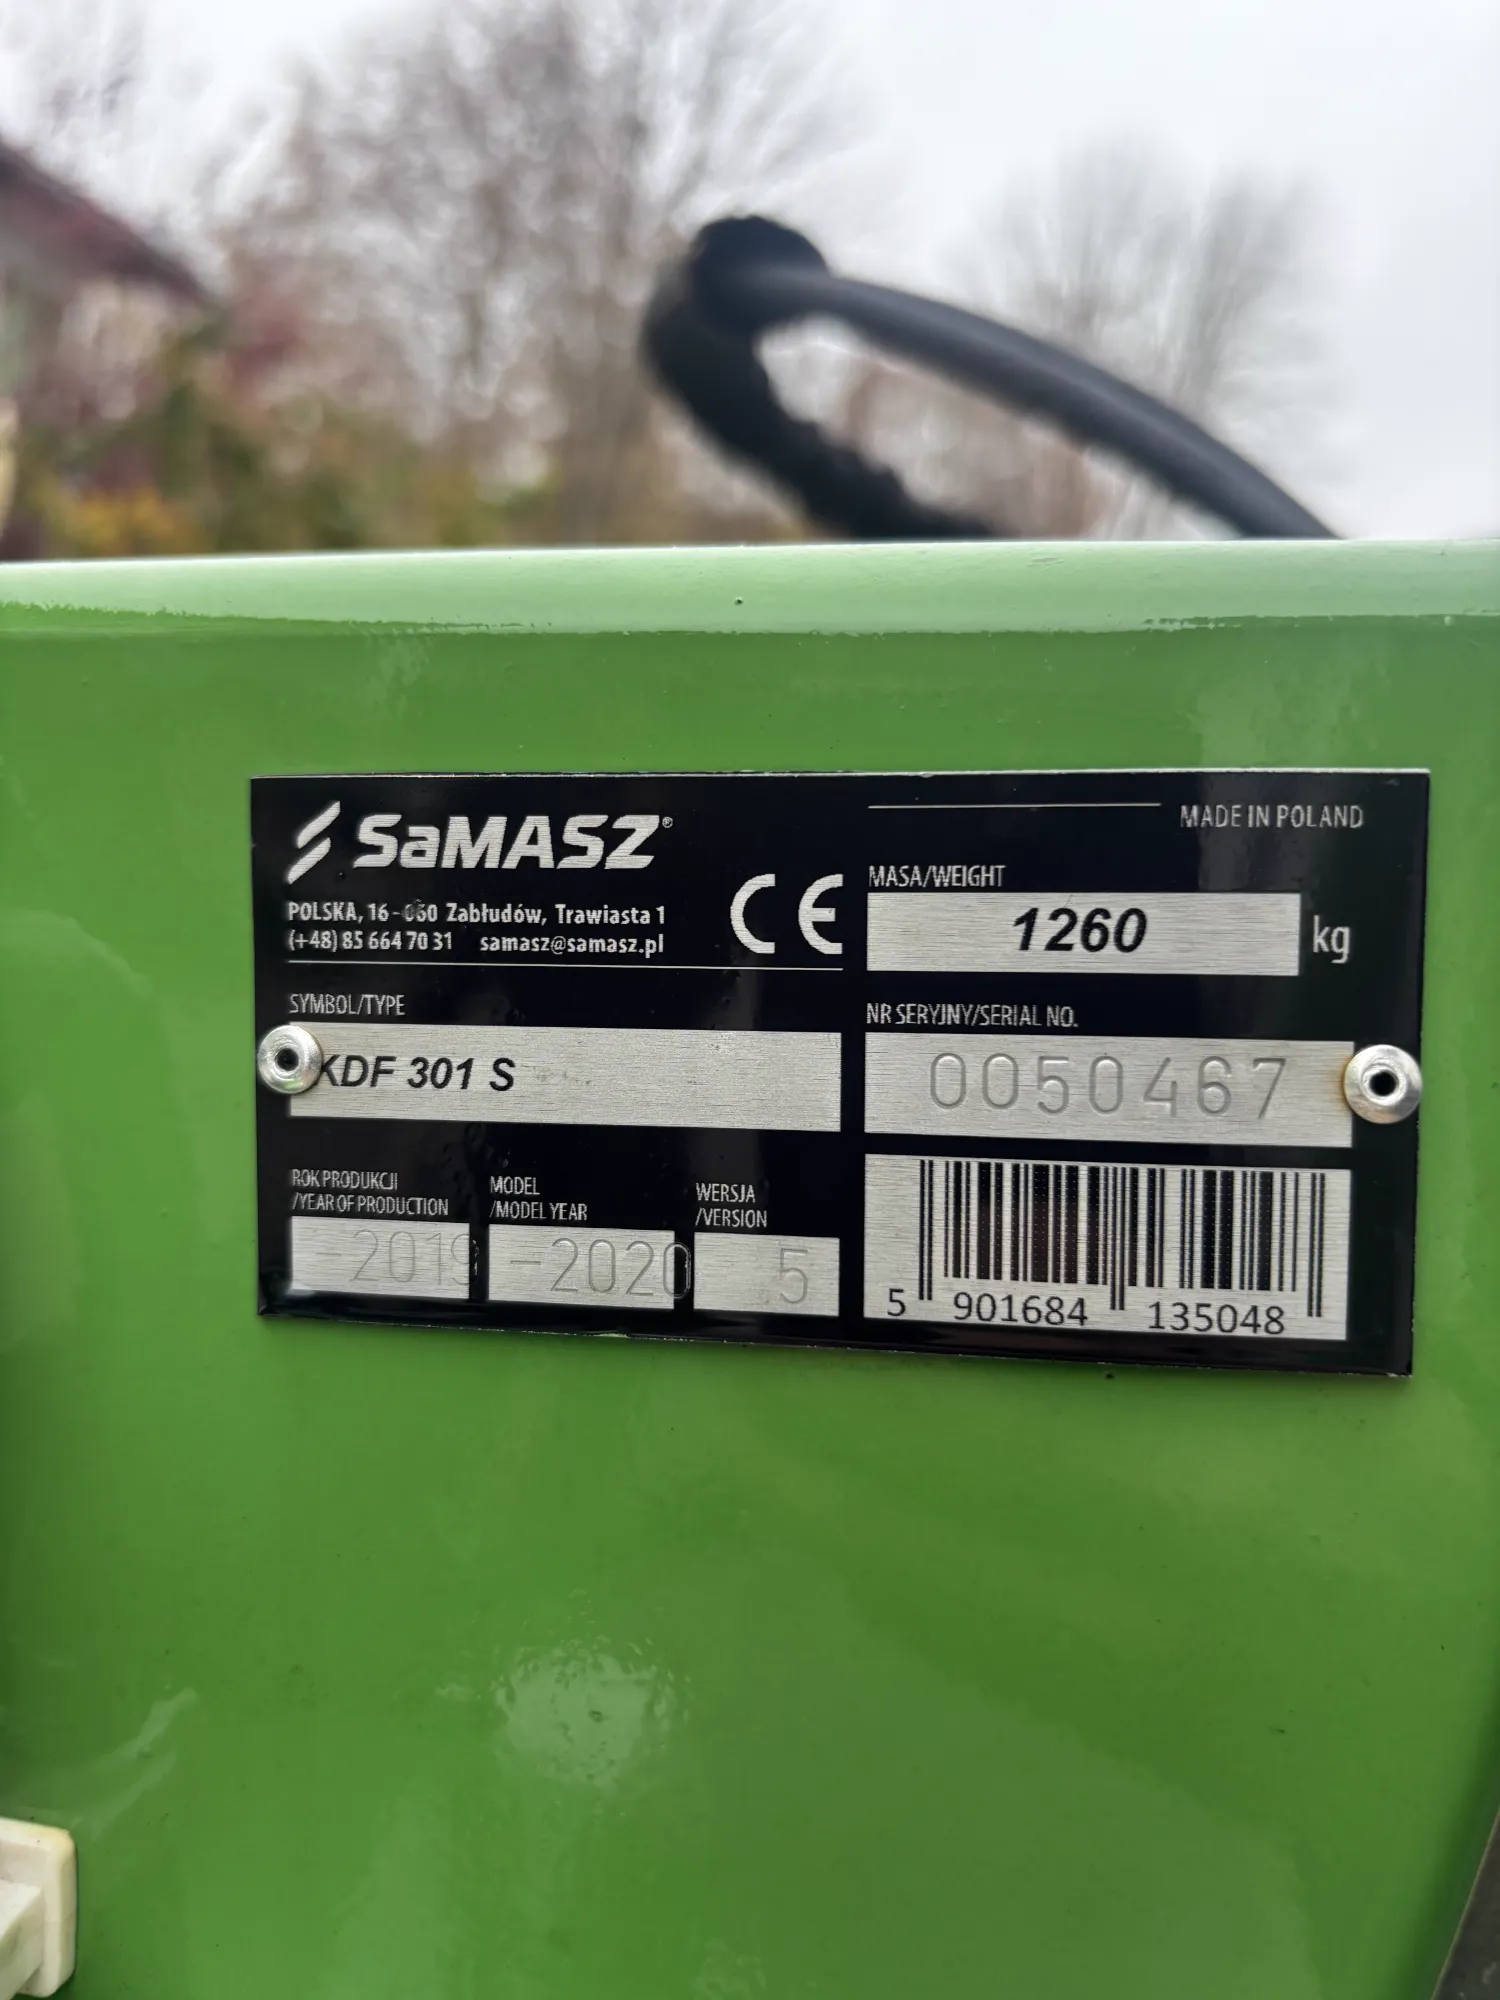 SaMASZ®
POLSKA, 16-060 Zabłudów, Trawiasta 1
(+48) 85 664 70 31 samasz@samasz.pl
CE
MADE IN POLAND
MASA/WEIGHT
1260 kg
SYMBOL/TYPE
KDF 301 S
NR SERYJNY/SERIAL NO.
0050467
ROK PRODUKCJI
/YEAR OF PRODUCTION
-2019
MODEL
/MODEL YEAR
-2020
WERSJA
/VERSION
5
5 901684 135048